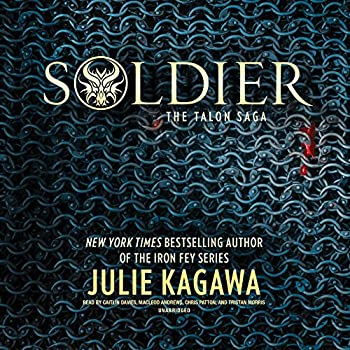 SOLDIER
THE TALON SAGA
NEW YORK TIMES BESTSELLING AUTHOR
OF THE IRON FEY SERIES
JULIE KAGAWA
READ BY CAITLIN DAVIES, MACLEOD ANDREWS, CHRIS PATTON, AND TRISTAN MORRIS
UNABRIDGED